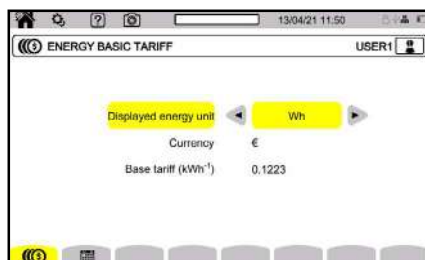 13/04/21 11:50
ENERGY BASIC TARIFF
USER1
Displayed energy unit
Wh
Currency
€
Base tariff (kWh⁻¹)
0.1223